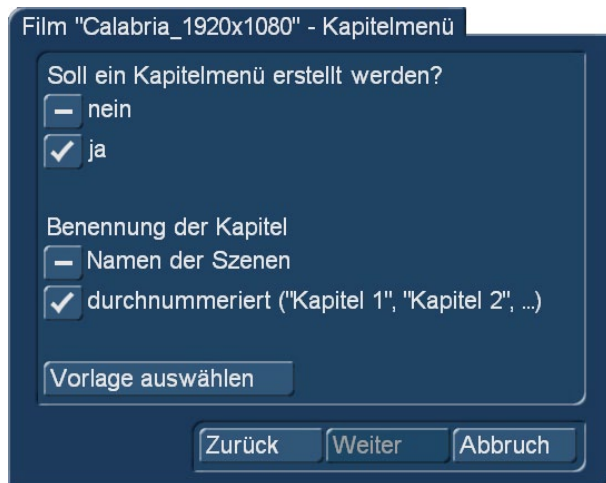 Film "Calabria_1920x1080" - Kapitelmenü
Soll ein Kapitelmenü erstellt werden?
nein
ja
Benennung der Kapitel
Namen der Szenen
durchnummeriert ("Kapitel 1", "Kapitel 2", ...)
Vorlage auswählen
Zurück Weiter Abbruch